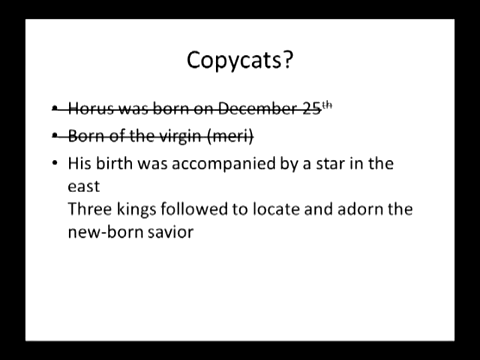 Copycats?
• Horus was born on December 25th
• Born of the virgin (meri)
• His birth was accompanied by a star in the
east
Three kings followed to locate and adorn the
new-born savior